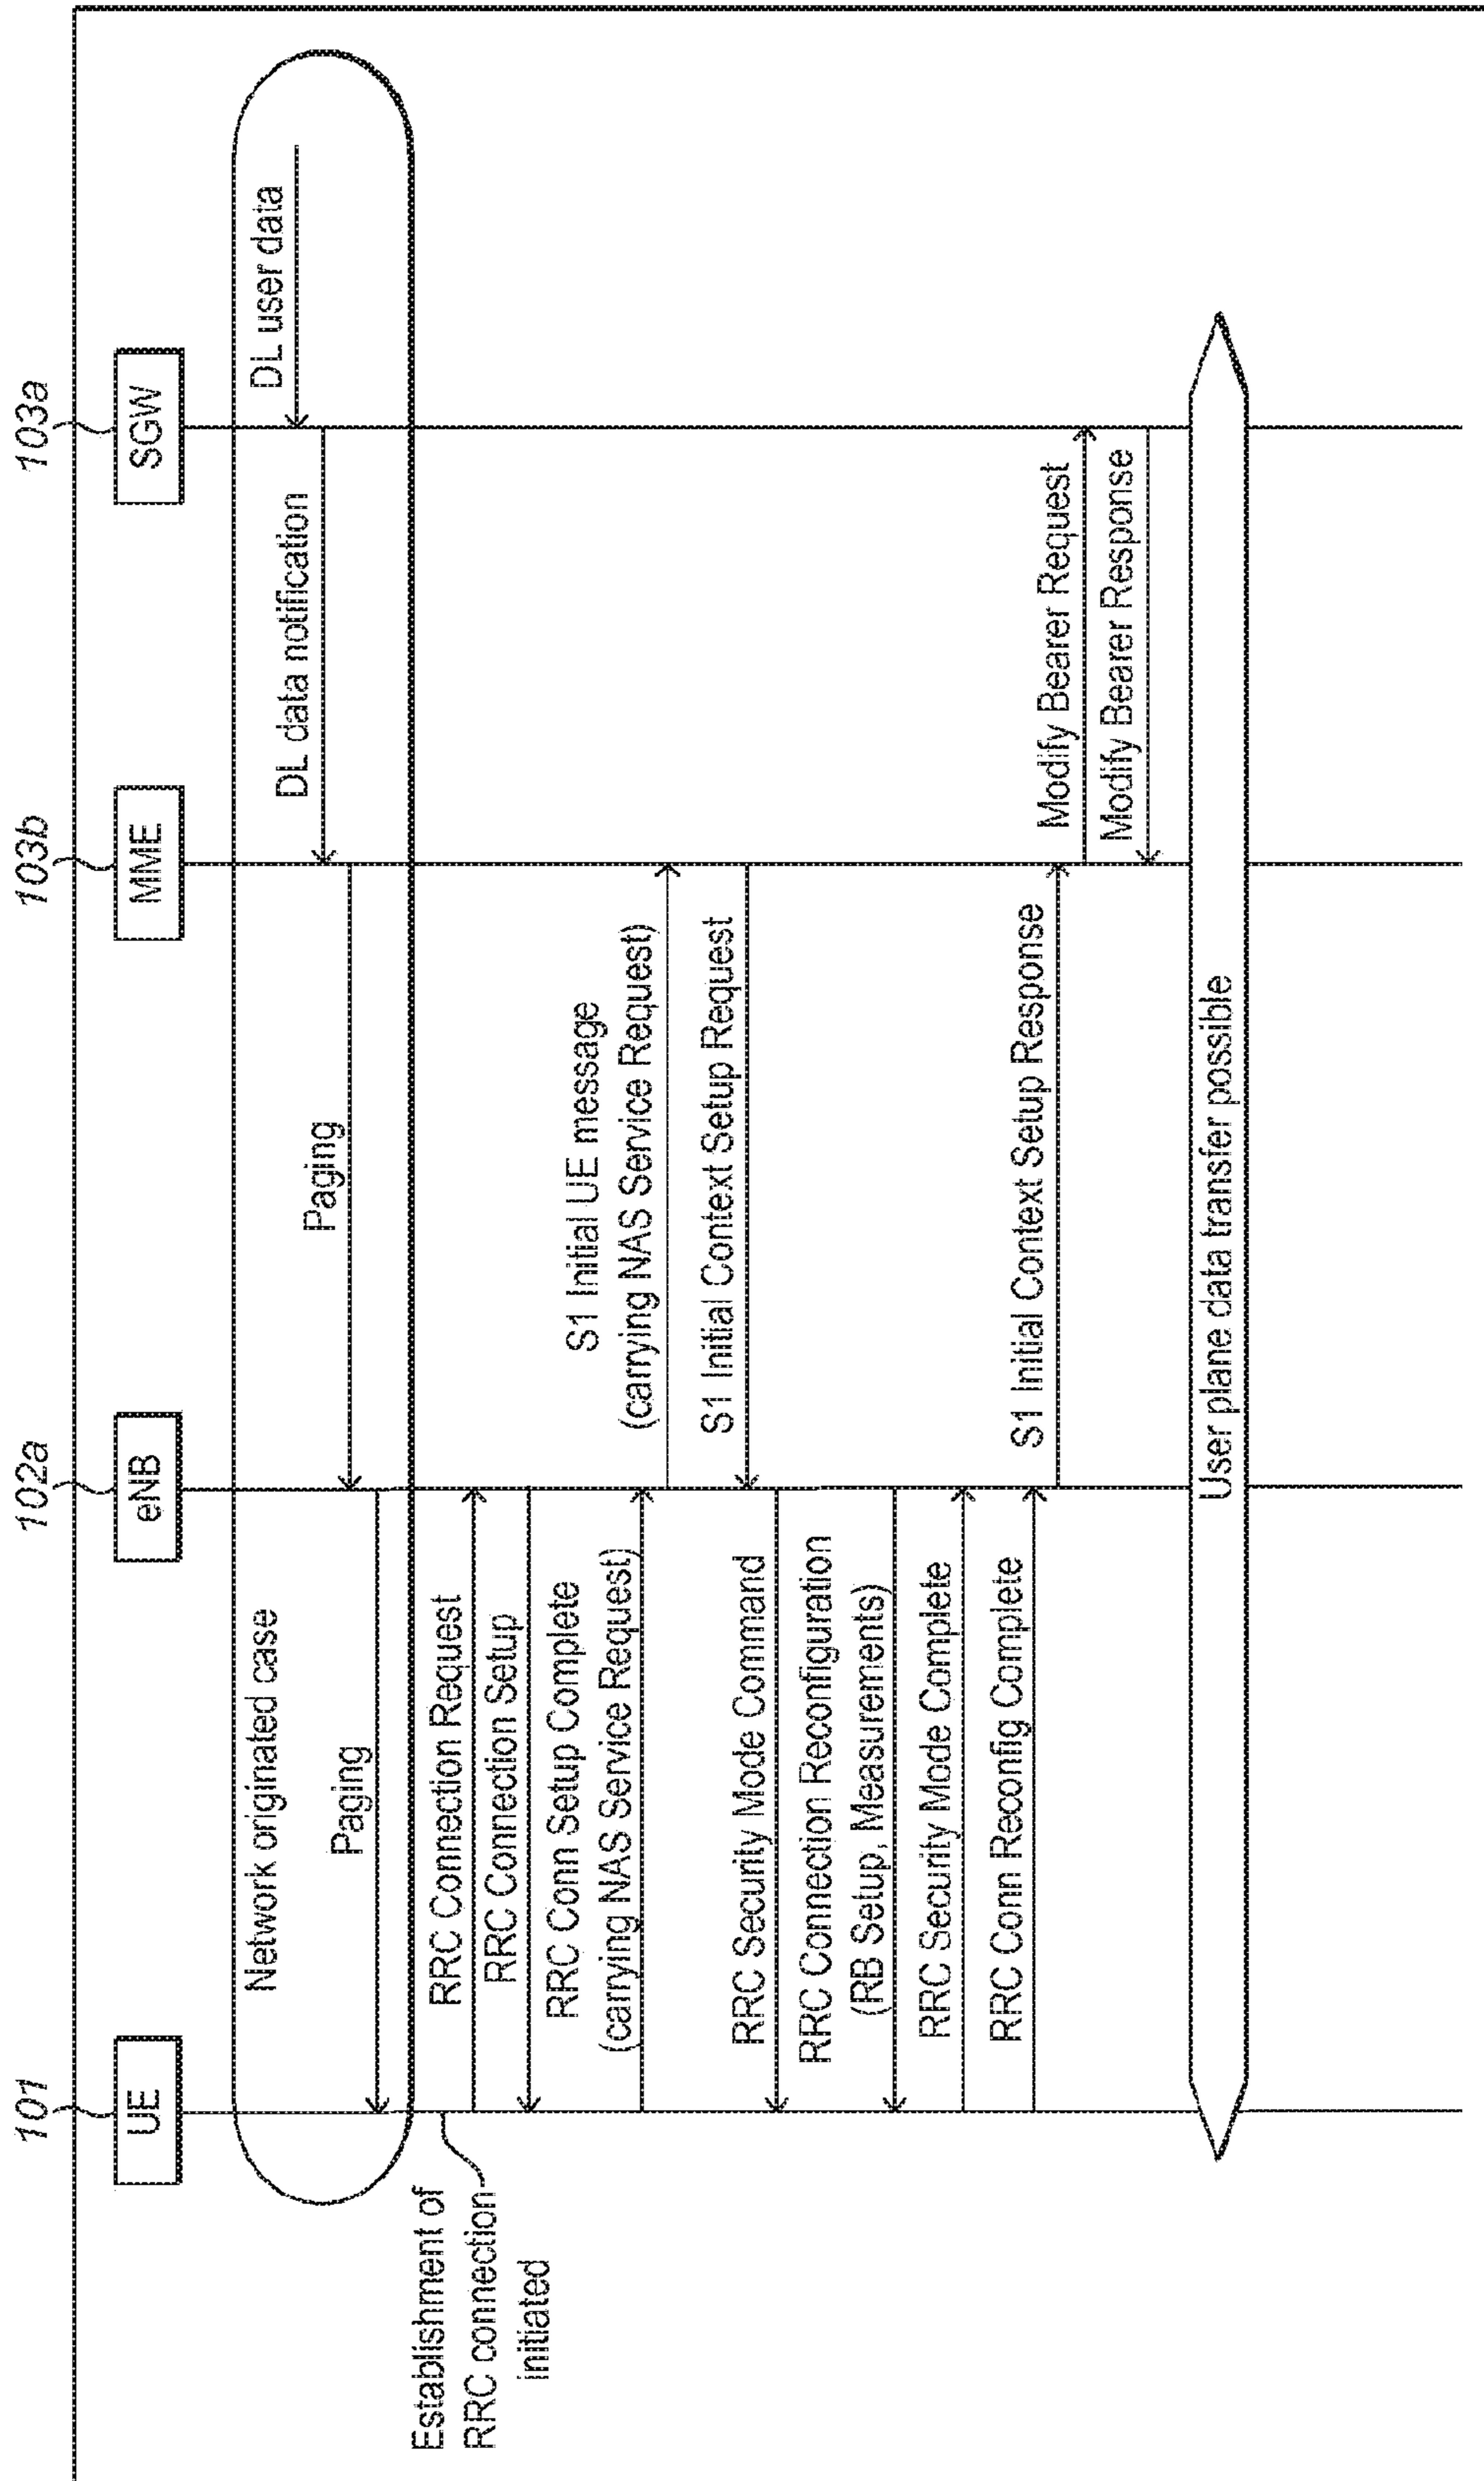 101
102a
103b
103a
UE
eNB
MME
SGW
Network originated case
DL user data
DL data notification
Paging
Paging
Establishment of
RRC connection
initiated
RRC Connection Request
RRC Connection Setup
RRC Conn Setup Complete
(carrying NAS Service Request)
S1 Initial UE message
(carrying NAS Service Request)
S1 Initial Context Setup Request
RRC Security Mode Command
RRC Connection Reconfiguration
(RB Setup, Measurements)
RRC Security Mode Complete
RRC Conn Reconfig Complete
S1 Initial Context Setup Response
Modify Bearer Request
Modify Bearer Response
User plane data transfer possible